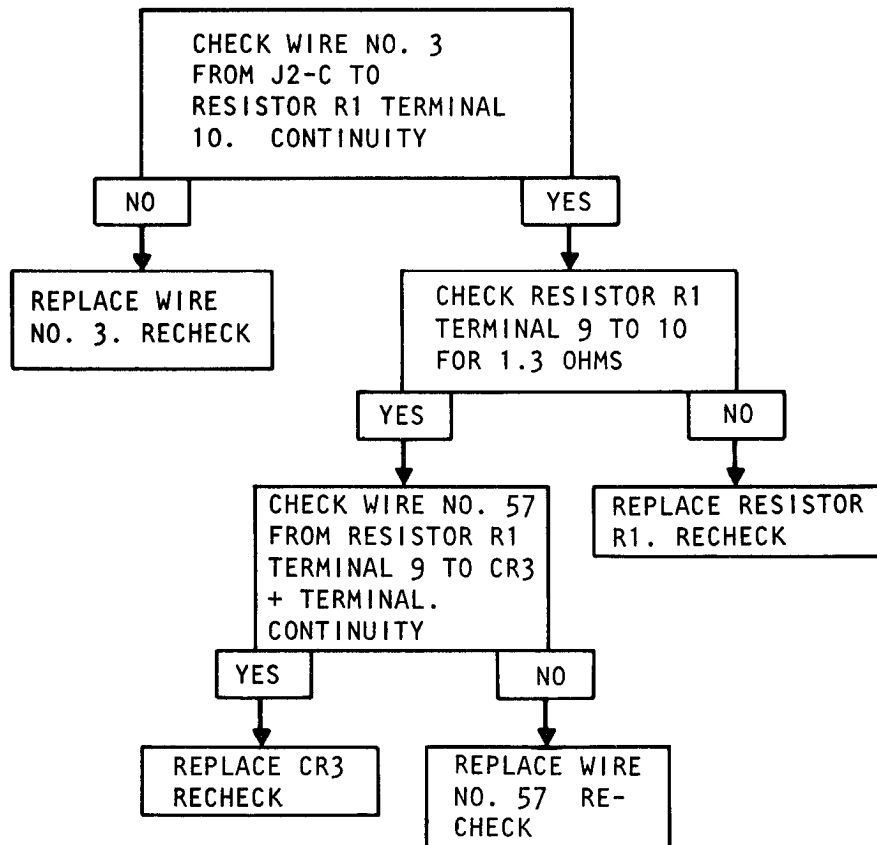 CHECK WIRE NO. 3
FROM J2-C TO
RESISTOR R1 TERMINAL
10. CONTINUITY
NO
YES
REPLACE WIRE
NO. 3. RECHECK
CHECK RESISTOR R1
TERMINAL 9 TO 10
FOR 1.3 OHMS
YES
NO
CHECK WIRE NO. 57
FROM RESISTOR R1
TERMINAL 9 TO CR3
+ TERMINAL.
CONTINUITY
REPLACE RESISTOR
R1. RECHECK
YES
NO
REPLACE CR3
RECHECK
REPLACE WIRE
NO. 57 RE-
CHECK